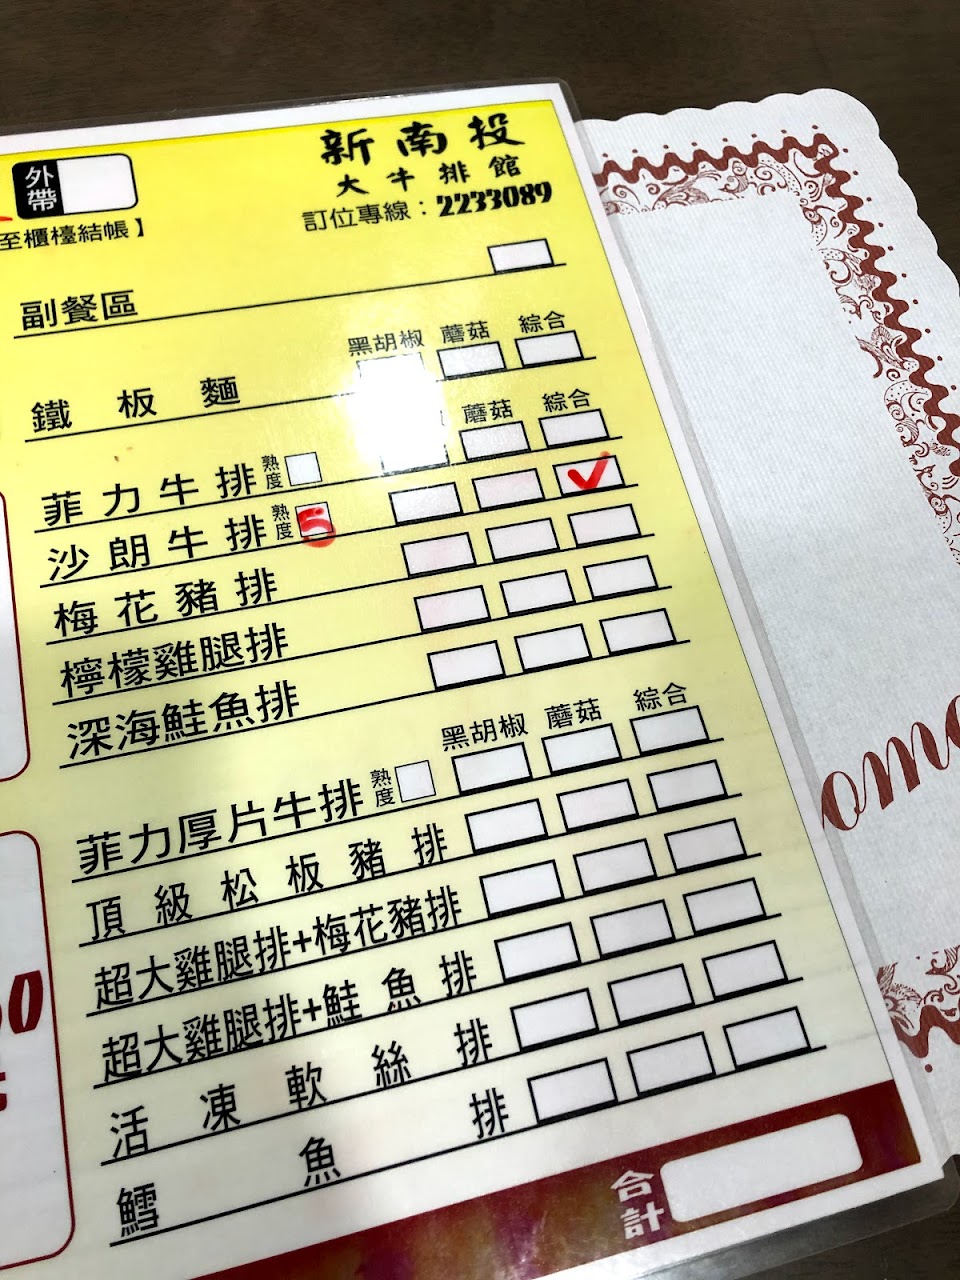 新南投
大牛排館
訂位專線：2233089
外帶
至櫃檯結帳】
副餐區
黑胡椒 蘑菇 綜合
鐵板麵
蘑菇 綜合
菲力牛排 熟度
沙朗牛排 熟度 5 ✓
梅花豬排
檸檬雞腿排
深海鮭魚排
黑胡椒 蘑菇 綜合
菲力厚片牛排 熟度
頂級松板豬排
超大雞腿排+梅花豬排
超大雞腿排+鮭魚排
活凍軟絲排
鱈魚排
合計